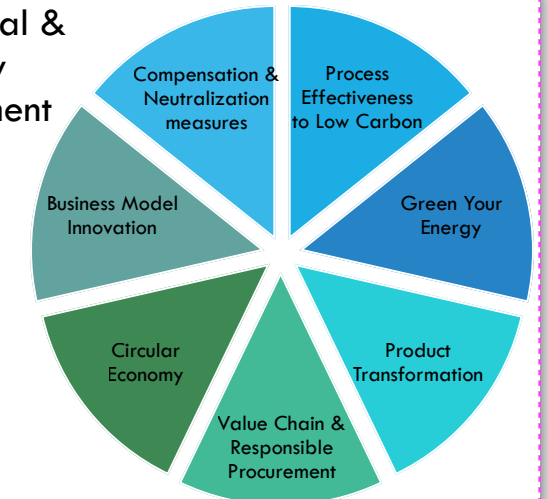 al &
Compensation &
Neutralization
measures
Process
Effectiveness
to Low Carbon
Business Model
Innovation
Green Your
Energy
Circular
Economy
Product
Transformation
Value Chain &
Responsible
Procurement